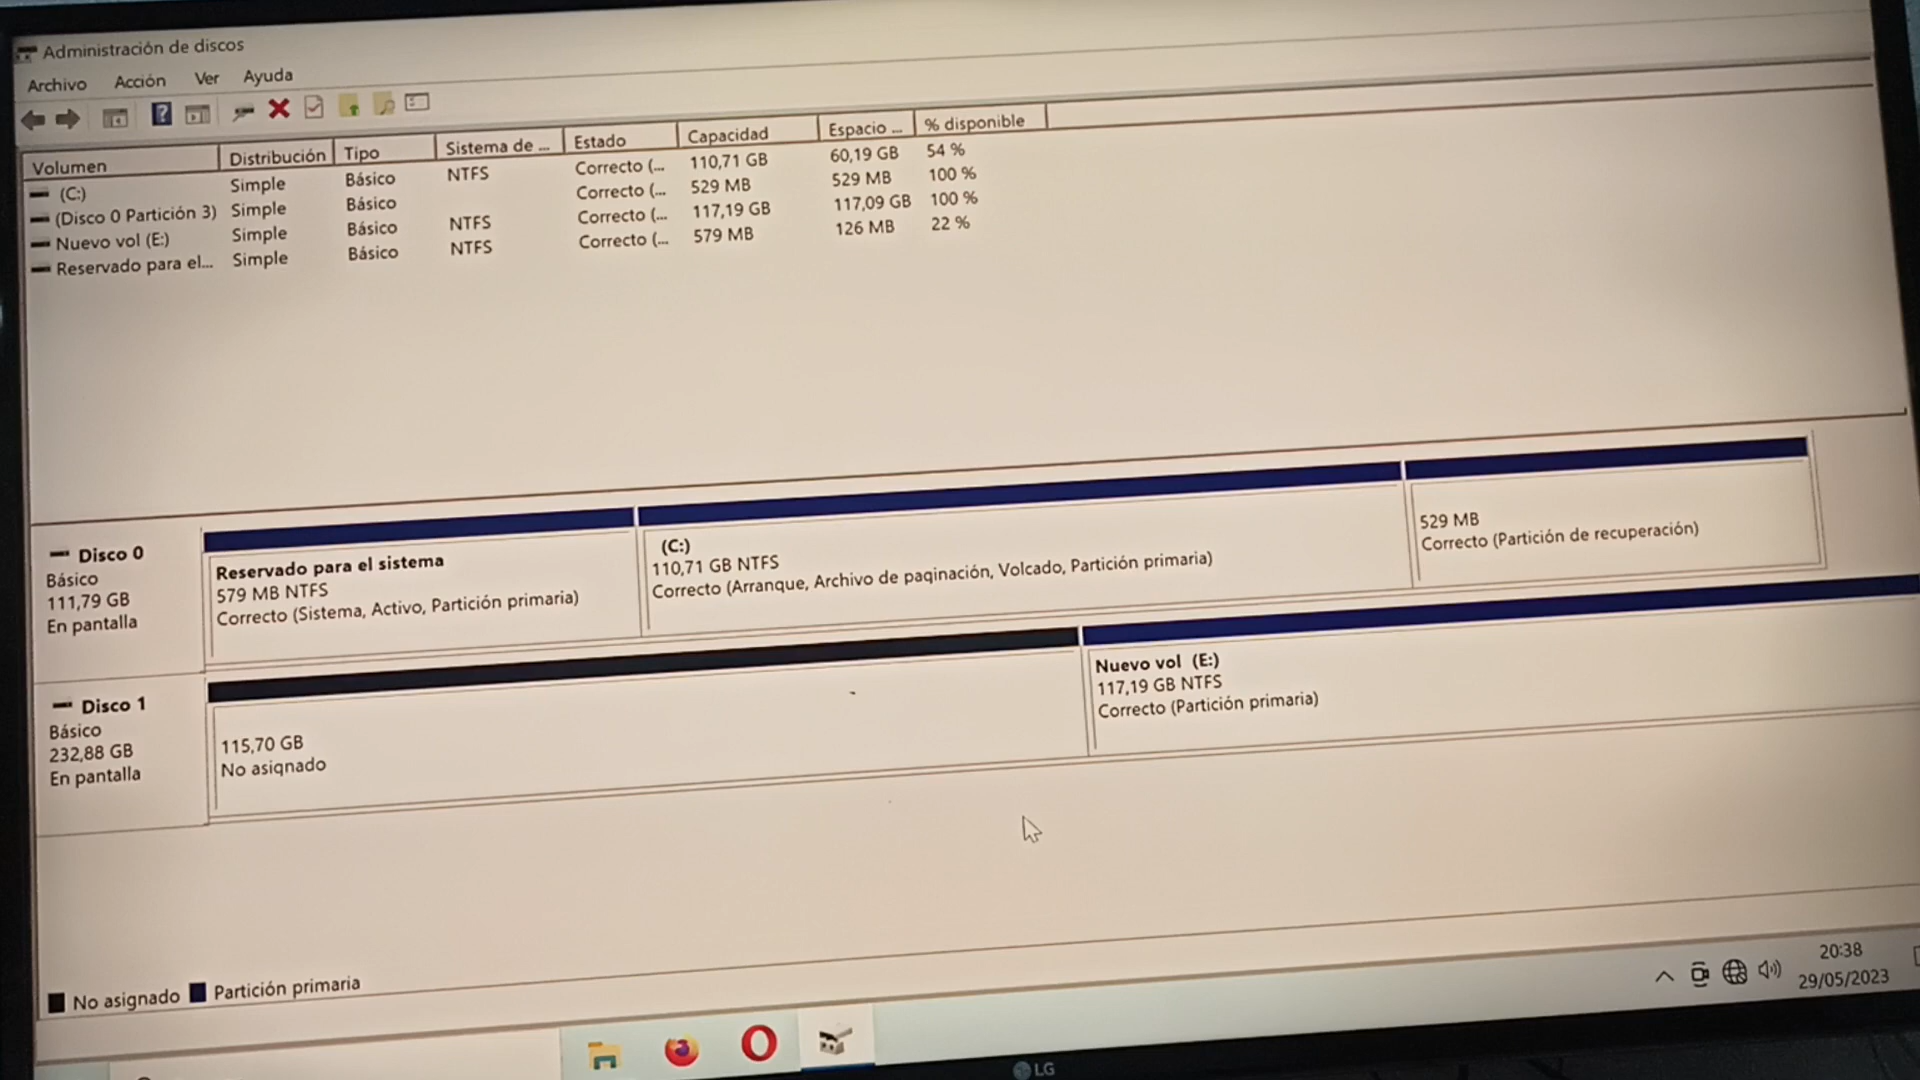 Administración de discos
Archivo Acción Ver Ayuda
Volumen Distribución Tipo Sistema de ... Estado Capacidad Espacio ... % disponible
(C:) Simple Básico NTFS Correcto (... 110,71 GB 60,19 GB 54 %
(Disco 0 Partición 3) Simple Básico Correcto (... 529 MB 529 MB 100 %
Nuevo vol (E:) Simple Básico NTFS Correcto (... 117,19 GB 117,09 GB 100 %
Reservado para el... Simple Básico NTFS Correcto (... 579 MB 126 MB 22 %
Disco 0
Básico
111,79 GB
En pantalla
Reservado para el sistema
579 MB NTFS
Correcto (Sistema, Activo, Partición primaria)
(C:)
110,71 GB NTFS
Correcto (Arranque, Archivo de paginación, Volcado, Partición primaria)
529 MB
Correcto (Partición de recuperación)
Disco 1
Básico
232,88 GB
En pantalla
115,70 GB
No asignado
Nuevo vol (E:)
117,19 GB NTFS
Correcto (Partición primaria)
No asignado Partición primaria
20:38
29/05/2023
LG